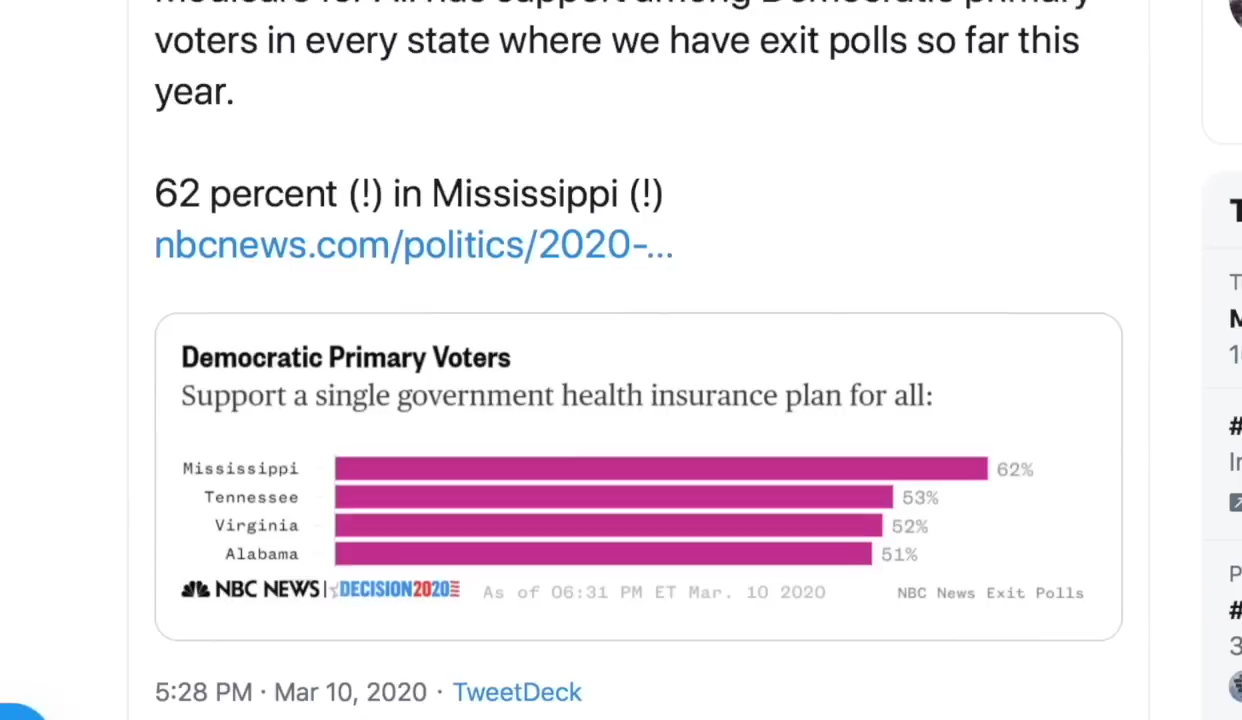 voters in every state where we have exit polls so far this
year.
62 percent (!) in Mississippi (!)
nbcnews.com/politics/2020-...
Democratic Primary Voters
Support a single government health insurance plan for all:
Mississippi 62%
Tennessee 53%
Virginia 52%
Alabama 51%
NBC NEWS DECISION2020 As of 06:31 PM ET Mar. 10 2020 NBC News Exit Polls
5:28 PM · Mar 10, 2020 · TweetDeck